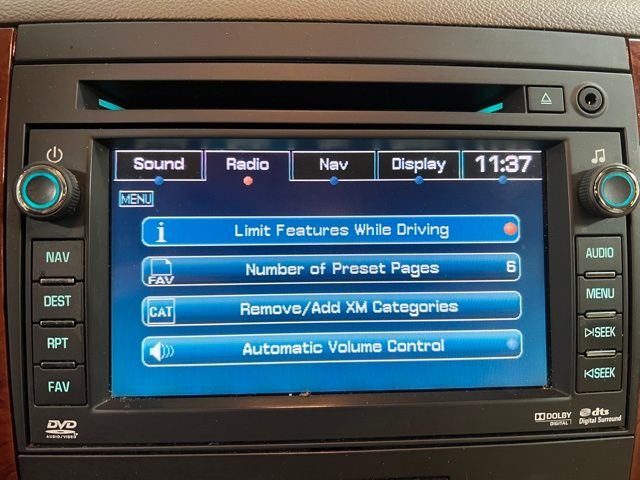 Sound Radio Nav Display 11:37
MENU
i Limit Features While Driving
FAV Number of Preset Pages 6
CAT Remove/Add XM Categories
Automatic Volume Control
NAV
DEST
RPT
FAV
AUDIO
MENU
SEEK
SEEK
DVD
AUDIO/VIDEO
DOLBY
DIGITAL
dts
Digital Surround